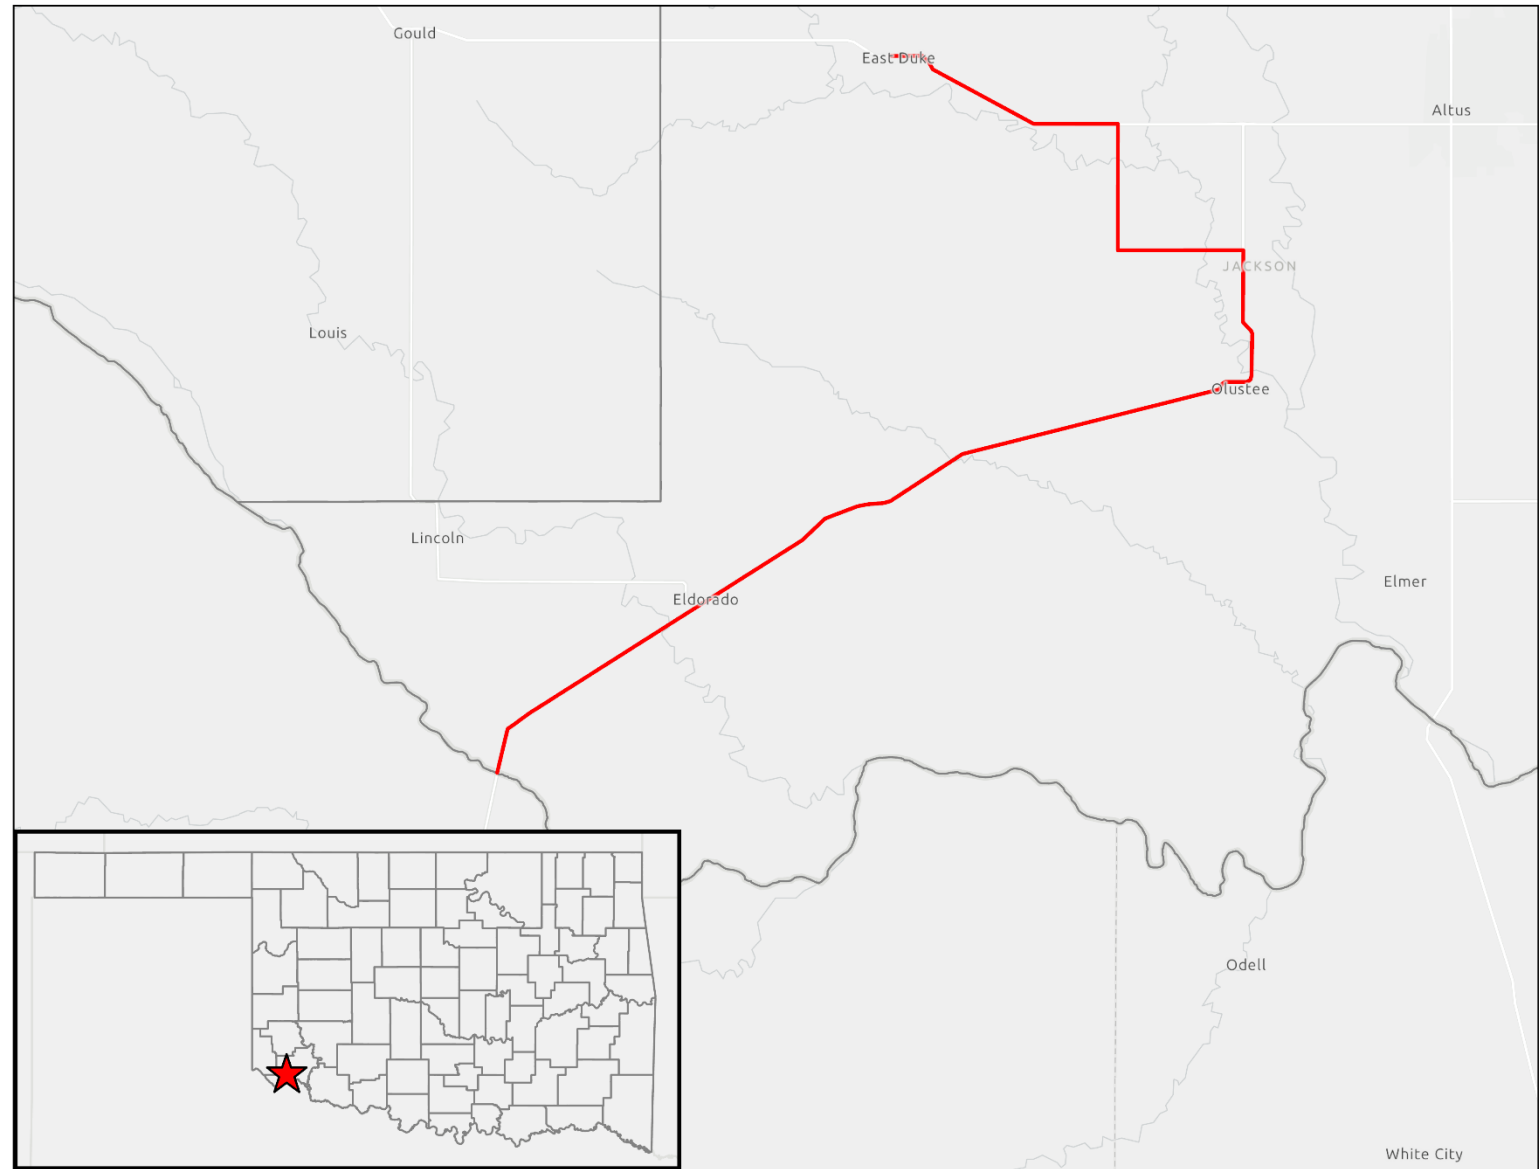 Gould
East Duke
Altus
JACKSON
Louis
Olustee
Lincoln
Elmer
Eldorado
Odell
White City